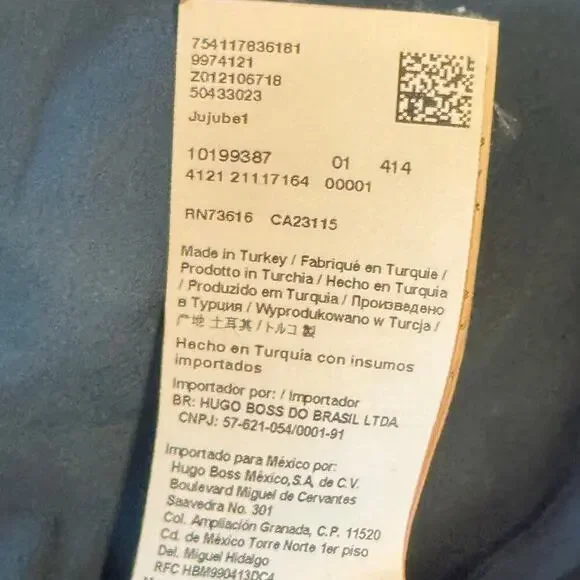 754117836181
9974121
Z012106718
50433023
Jujube1
10199387 01 414
4121 21117164 00001
RN73616 CA23115
Made in Turkey / Fabriqué en Turquie /
Prodotto in Turchia / Hecho en Turquia
/ Produzido em Turquia / Произведено
в Турция / Wyprodukowano w Turcja /
产地 土耳其 / トルコ 製
Hecho en Turquía con insumos
importados
Importador por: / Importador
BR: HUGO BOSS DO BRASIL LTDA
CNPJ: 57-621-054/0001-91
Importado para México por:
Hugo Boss México, S.A, de C.V.
Boulevard Miguel de Cervantes
Saavedra No. 301
Col. Ampliación Granada, C.P. 11520
Cd. de México Torre Norte 1er piso
Del. Miguel Hidalgo
RFC HBM990413DC4